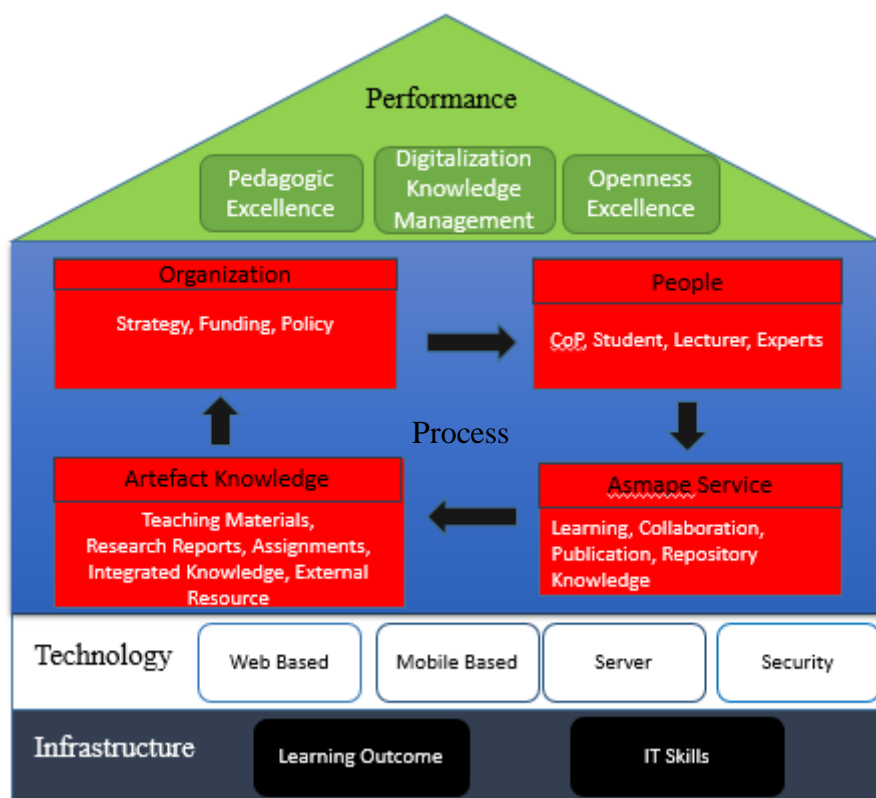 Performance
Pedagogic
Excellence
Digitalization
Knowledge
Management
Openness
Excellence
Organization
Strategy, Funding, Policy
People
CoP, Student, Lecturer, Experts
Process
Artefact Knowledge
Teaching Materials,
Research Reports, Assignments,
Integrated Knowledge, External
Resource
Asmape Service
Learning, Collaboration,
Publication, Repository
Knowledge
Technology
Web Based
Mobile Based
Server
Security
Infrastructure
Learning Outcome
IT Skills